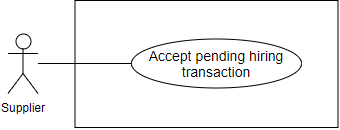 Accept pending hiring
transaction
Supplier